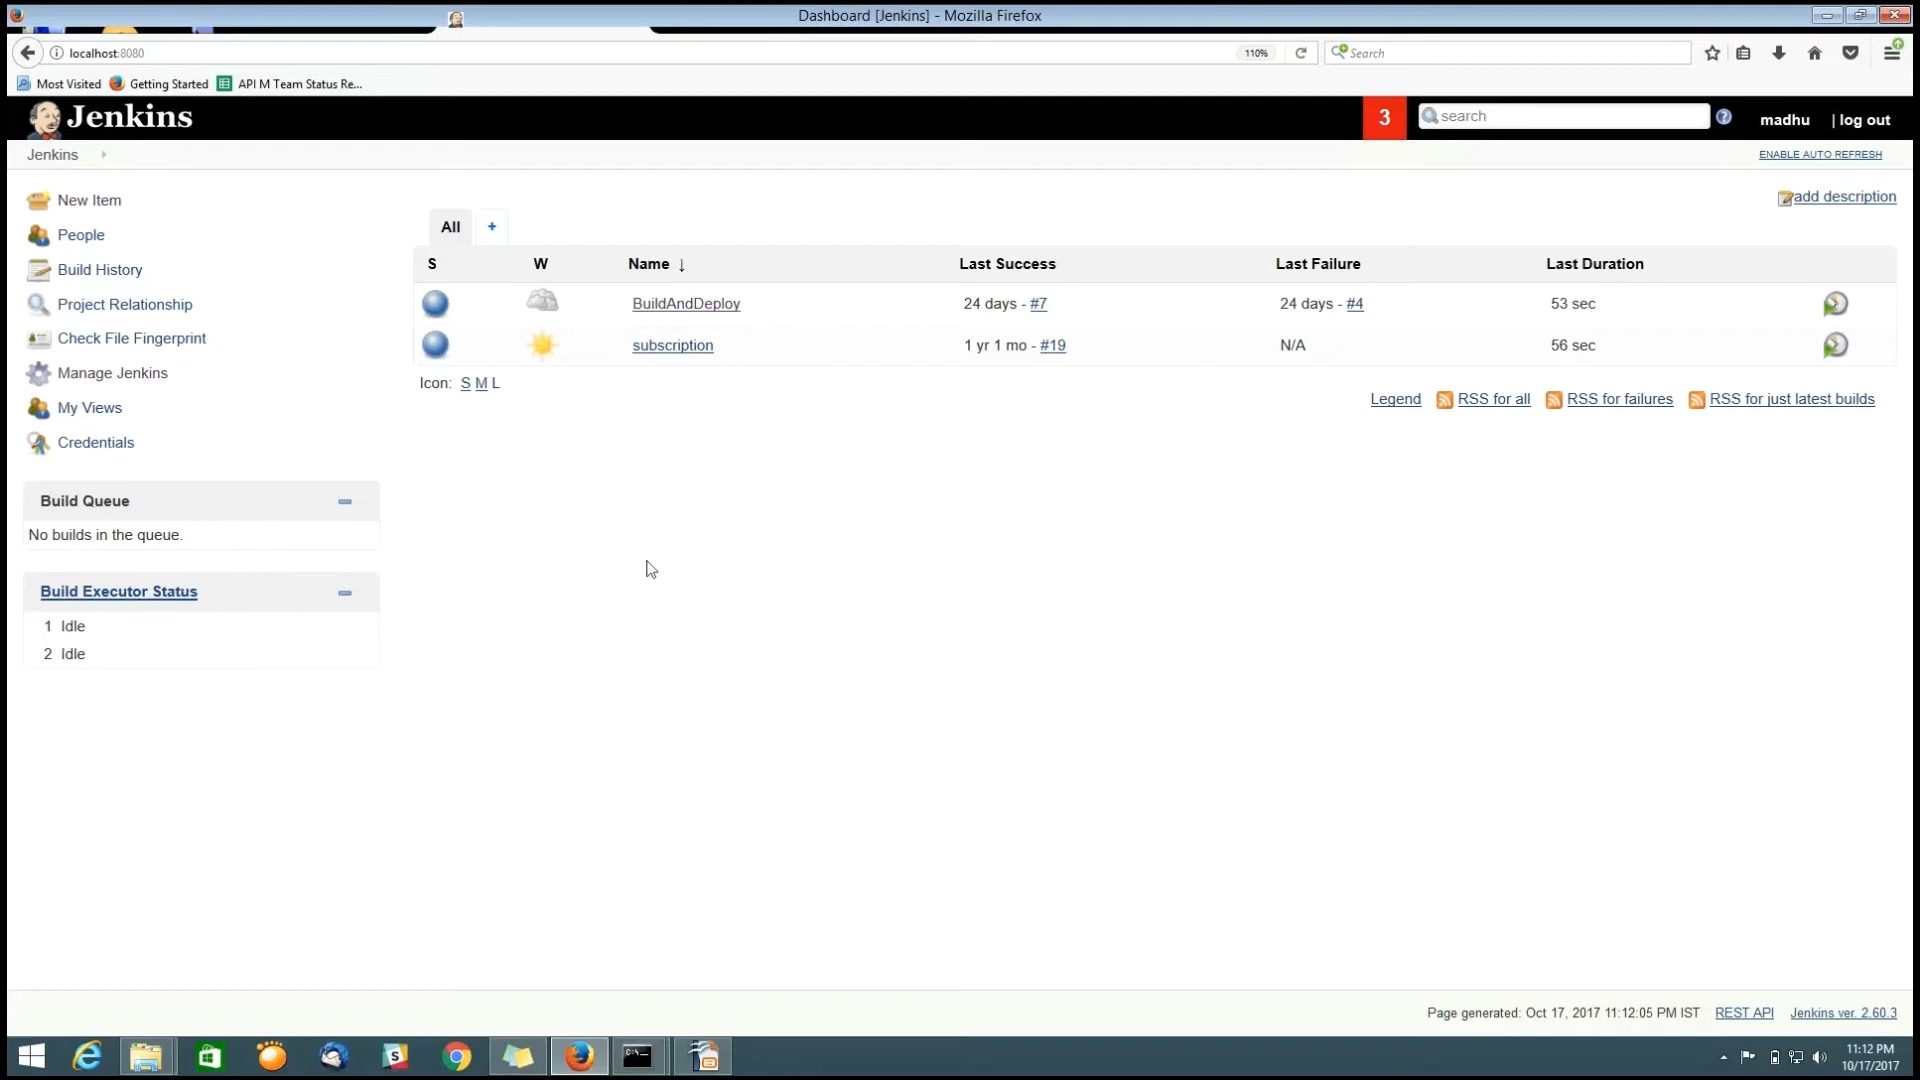 Dashboard [Jenkins] - Mozilla Firefox
localhost:8080
110%
Search
Most Visited
Getting Started
API M Team Status Re...
Jenkins
3
search
madhu
| log out
Jenkins
ENABLE AUTO REFRESH
New Item
People
Build History
Project Relationship
Check File Fingerprint
Manage Jenkins
My Views
Credentials
Build Queue
No builds in the queue.
Build Executor Status
1 Idle
2 Idle
add description
All +
S W Name ↓ Last Success Last Failure Last Duration
BuildAndDeploy 24 days - #7 24 days - #4 53 sec
subscription 1 yr 1 mo - #19 N/A 56 sec
Icon: S M L
Legend RSS for all RSS for failures RSS for just latest builds
Page generated: Oct 17, 2017 11:12:05 PM IST REST API Jenkins ver. 2.60.3
11:12 PM
10/17/2017